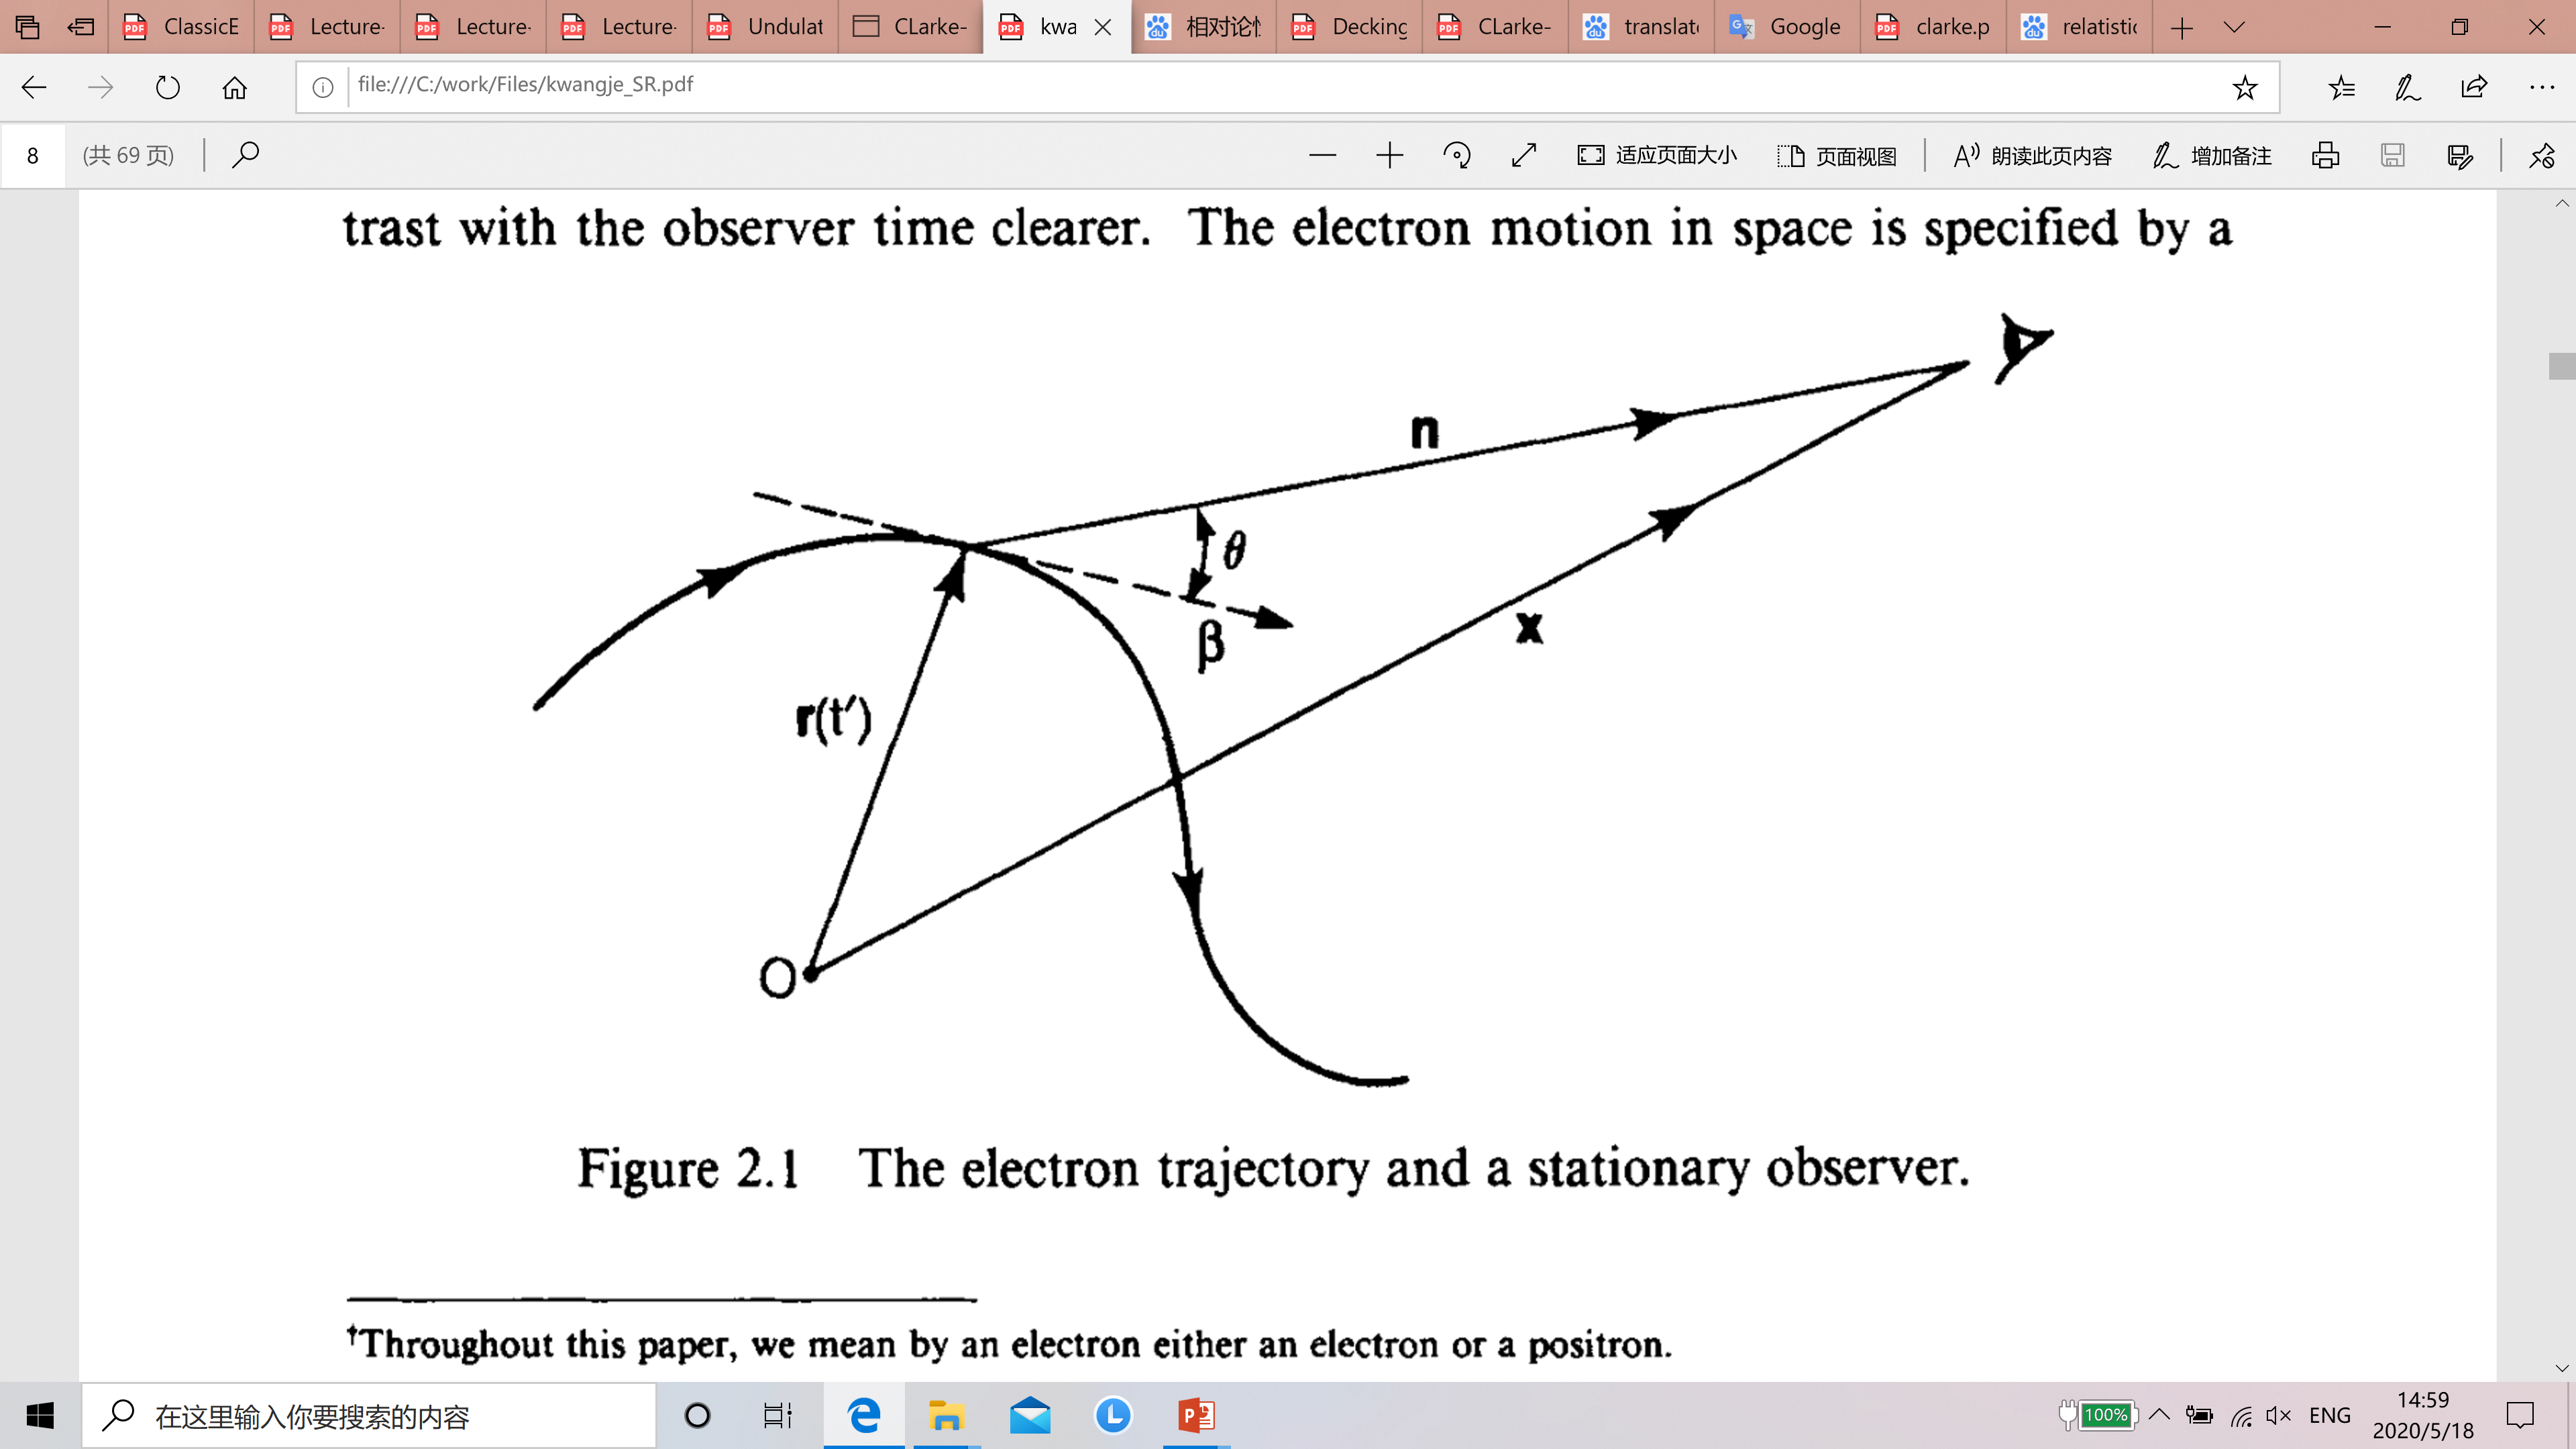 ClassicE
Lecture-
Lecture-
Lecture-
Undulat
CLarke-
kwa
相对论忄
Decking
CLarke-
translate
Google
clarke.p
relatistic
file:///C:/work/Files/kwangje_SR.pdf
8
(共 69 页)
适应页面大小
页面视图
朗读此页内容
增加备注
trast with the observer time clearer. The electron motion in space is specified by a
n
θ
β
x
r(t′)
O
Figure 2.1 The electron trajectory and a stationary observer.
†Throughout this paper, we mean by an electron either an electron or a positron.
在这里输入你要搜索的内容
100%
ENG
14:59
2020/5/18